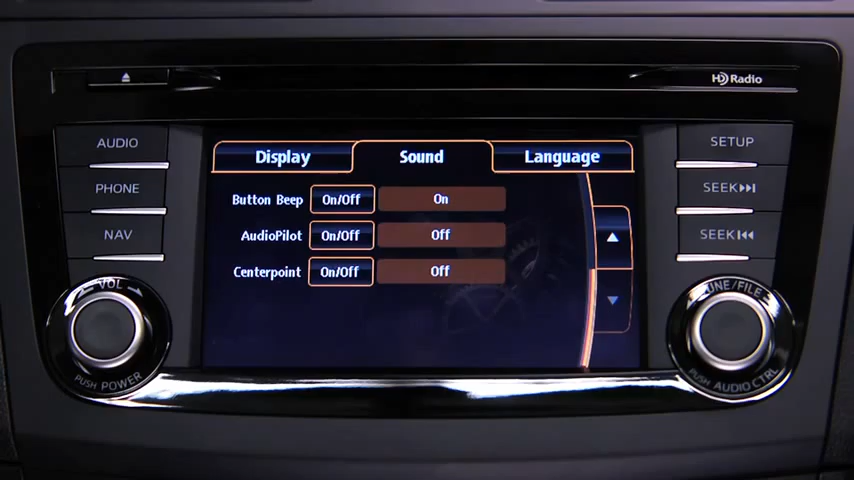 HD Radio
AUDIO
PHONE
NAV
VOL
PUSH POWER
Display
Sound
Language
Button Beep
On/Off
On
AudioPilot
On/Off
Off
Centerpoint
On/Off
Off
SETUP
SEEK
SEEK
TUNE/FILE
PUSH AUDIO CTRL